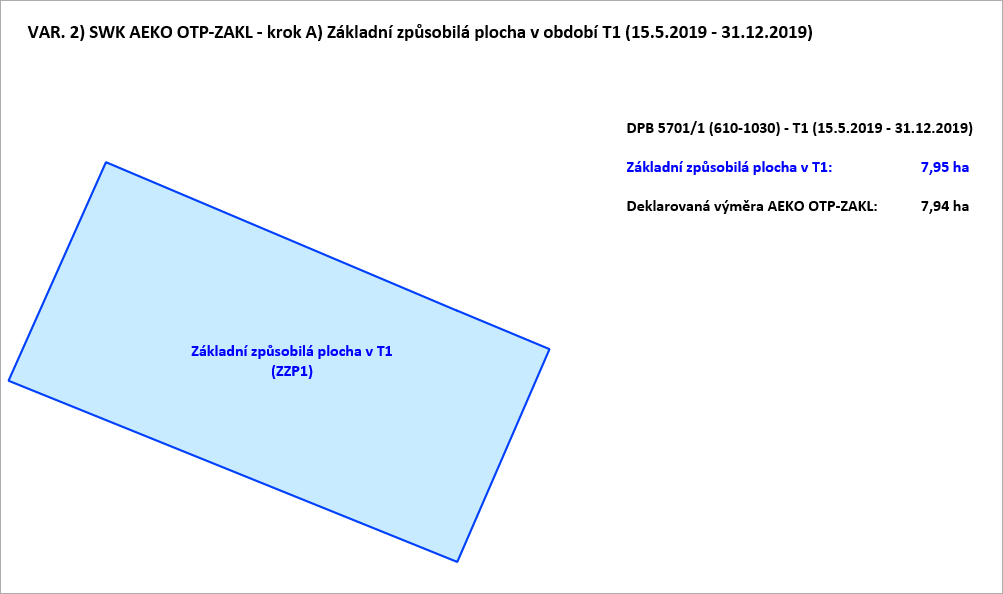 VAR. 2) SWK AEKO OTP-ZAKL - krok A) Základní způsobilá plocha v období T1 (15.5.2019 - 31.12.2019)
DPB 5701/1 (610-1030) - T1 (15.5.2019 - 31.12.2019)
Základní způsobilá plocha v T1: 7,95 ha
Deklarovaná výměra AEKO OTP-ZAKL: 7,94 ha
Základní způsobilá plocha v T1
(ZZP1)